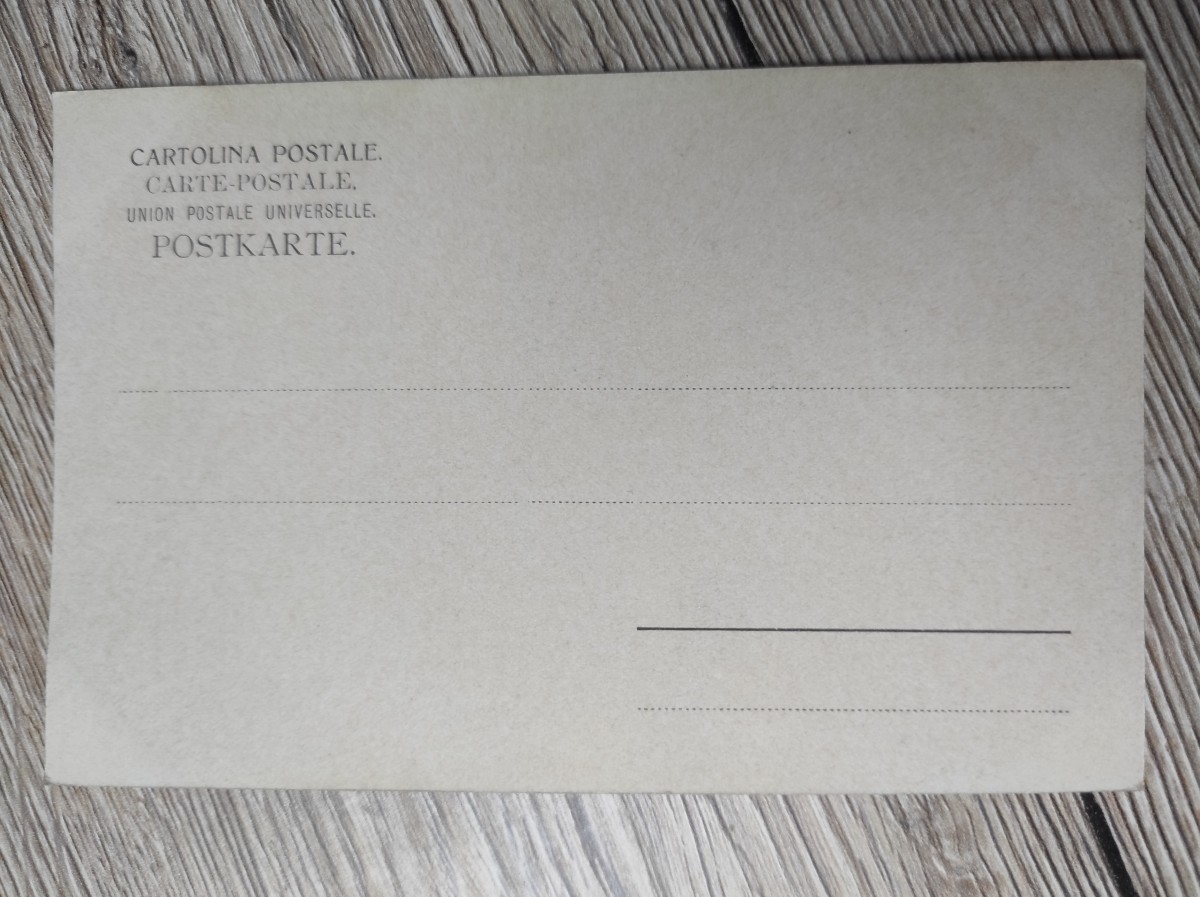 CARTOLINA POSTALE.
CARTE-POSTALE.
UNION POSTALE UNIVERSELLE.
POSTKARTE.